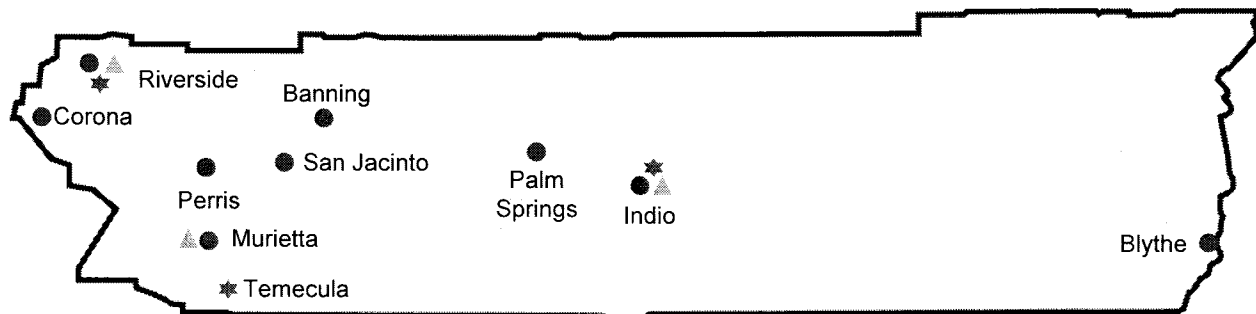 Riverside
Banning
Corona
San Jacinto
Perris
Palm
Springs
Indio
Murietta
Blythe
Temecula